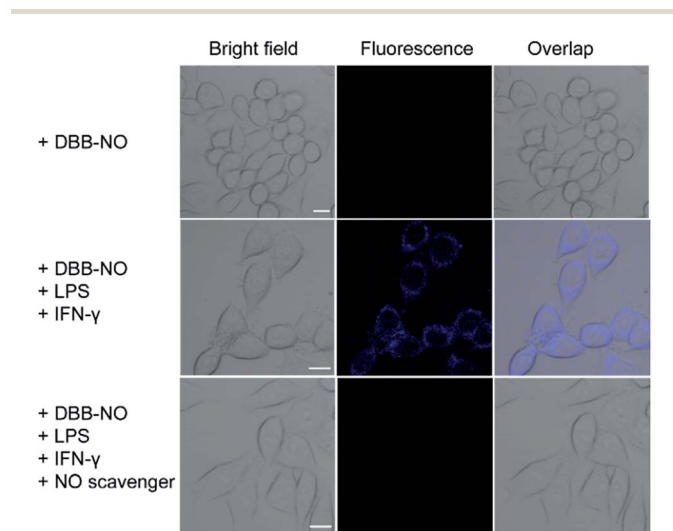 Bright field Fluorescence Overlap
+ DBB-NO
+ DBB-NO
+ LPS
+ IFN-γ
+ DBB-NO
+ LPS
+ IFN-γ
+ NO scavenger